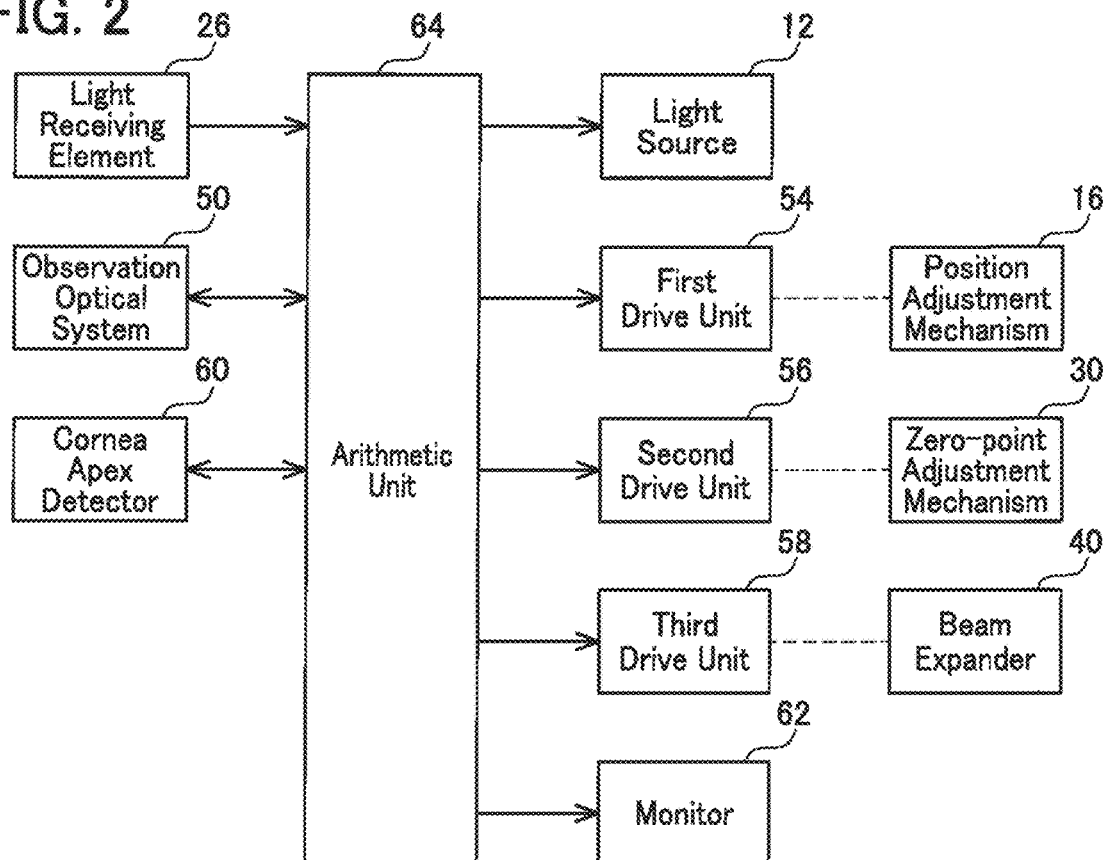 FIG. 2
26
64
12
Light
Receiving
Element
Light
Source
50
54
16
Observation
Optical
System
First
Drive Unit
Position
Adjustment
Mechanism
60
56
30
Cornea
Apex
Detector
Arithmetic
Unit
Second
Drive Unit
Zero-point
Adjustment
Mechanism
58
40
Third
Drive Unit
Beam
Expander
62
Monitor